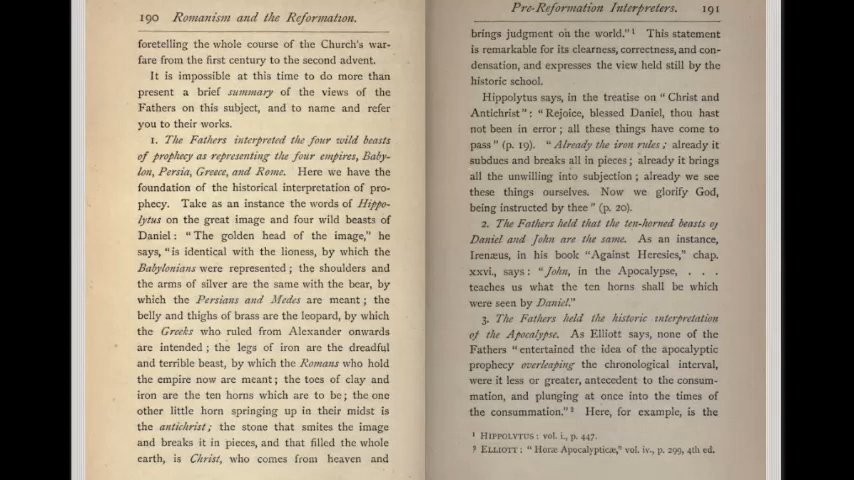 190 Romanism and the Reformation.
foretelling the whole course of the Church's war-
fare from the first century to the second advent.
It is impossible at this time to do more than
present a brief summary of the views of the
Fathers on this subject, and to name and refer
you to their works.
1. The Fathers interpreted the four wild beasts
of prophecy as representing the four empires, Baby-
lon, Persia, Greece, and Rome. Here we have the
foundation of the historical interpretation of pro-
phecy. Take as an instance the words of Hippo-
lytus on the great image and four wild beasts of
Daniel: "The golden head of the image," he
says, "is identical with the lioness, by which the
Babylonians were represented; the shoulders and
the arms of silver are the same with the bear, by
which the Persians and Medes are meant; the
belly and thighs of brass are the leopard, by which
the Greeks who ruled from Alexander onwards
are intended; the legs of iron are the dreadful
and terrible beast, by which the Romans who hold
the empire now are meant; the toes of clay and
iron are the ten horns which are to be; the one
other little horn springing up in their midst is
the antichrist; the stone that smites the image
and breaks it in pieces, and that filled the whole
earth, is Christ, who comes from heaven and
Pre-Reformation Interpreters. 191
brings judgment on the world."¹ This statement
is remarkable for its clearness, correctness, and con-
densation, and expresses the view held still by the
historic school.
Hippolytus says, in the treatise on "Christ and
Antichrist": "Rejoice, blessed Daniel, thou hast
not been in error; all these things have come to
pass" (p. 19). "Already the iron rules; already it
subdues and breaks all in pieces; already it brings
all the unwilling into subjection; already we see
these things ourselves. Now we glorify God,
being instructed by thee" (p. 20).
2. The Fathers held that the ten-horned beasts of
Daniel and John are the same. As an instance,
Irenæus, in his book "Against Heresies," chap.
xxvi., says: "John, in the Apocalypse, . . .
teaches us what the ten horns shall be which
were seen by Daniel."
3. The Fathers held the historic interpretation
of the Apocalypse. As Elliott says, none of the
Fathers "entertained the idea of the apocalyptic
prophecy overleaping the chronological interval,
were it less or greater, antecedent to the consum-
mation, and plunging at once into the times of
the consummation."² Here, for example, is the
¹ HIPPOLYTUS: vol. i., p. 447.
² ELLIOTT: "Horæ Apocalypticæ," vol. iv., p. 299, 4th ed.